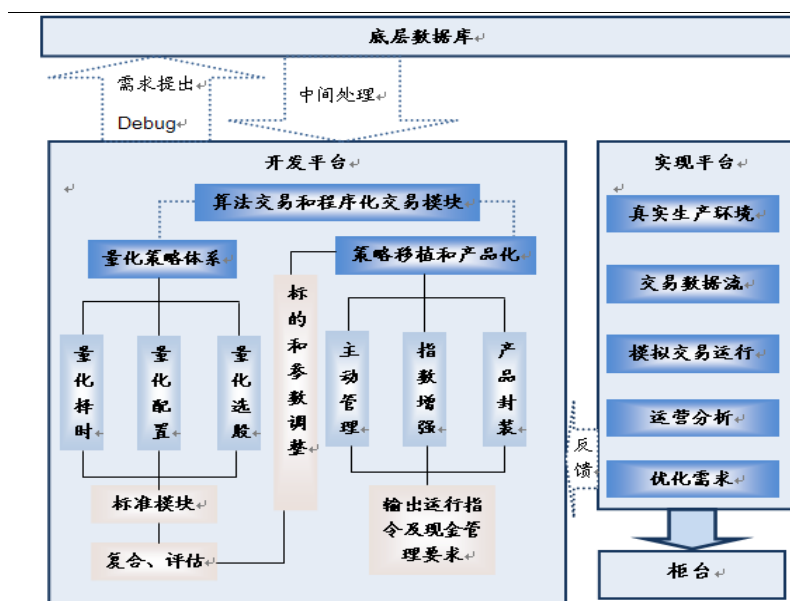 底层数据库
需求提出
Debug
中间处理
开发平台
算法交易和程序化交易模块
量化策略体系
策略移植和产品化
量化择时
量化配置
量化选股
标的和参数调整
主动管理
指数增强
产品封装
标准模块
复合、评估
输出运行指
令及现金管
理要求
实现平台
真实生产环境
交易数据流
模拟交易运行
运营分析
优化需求
反馈
柜台